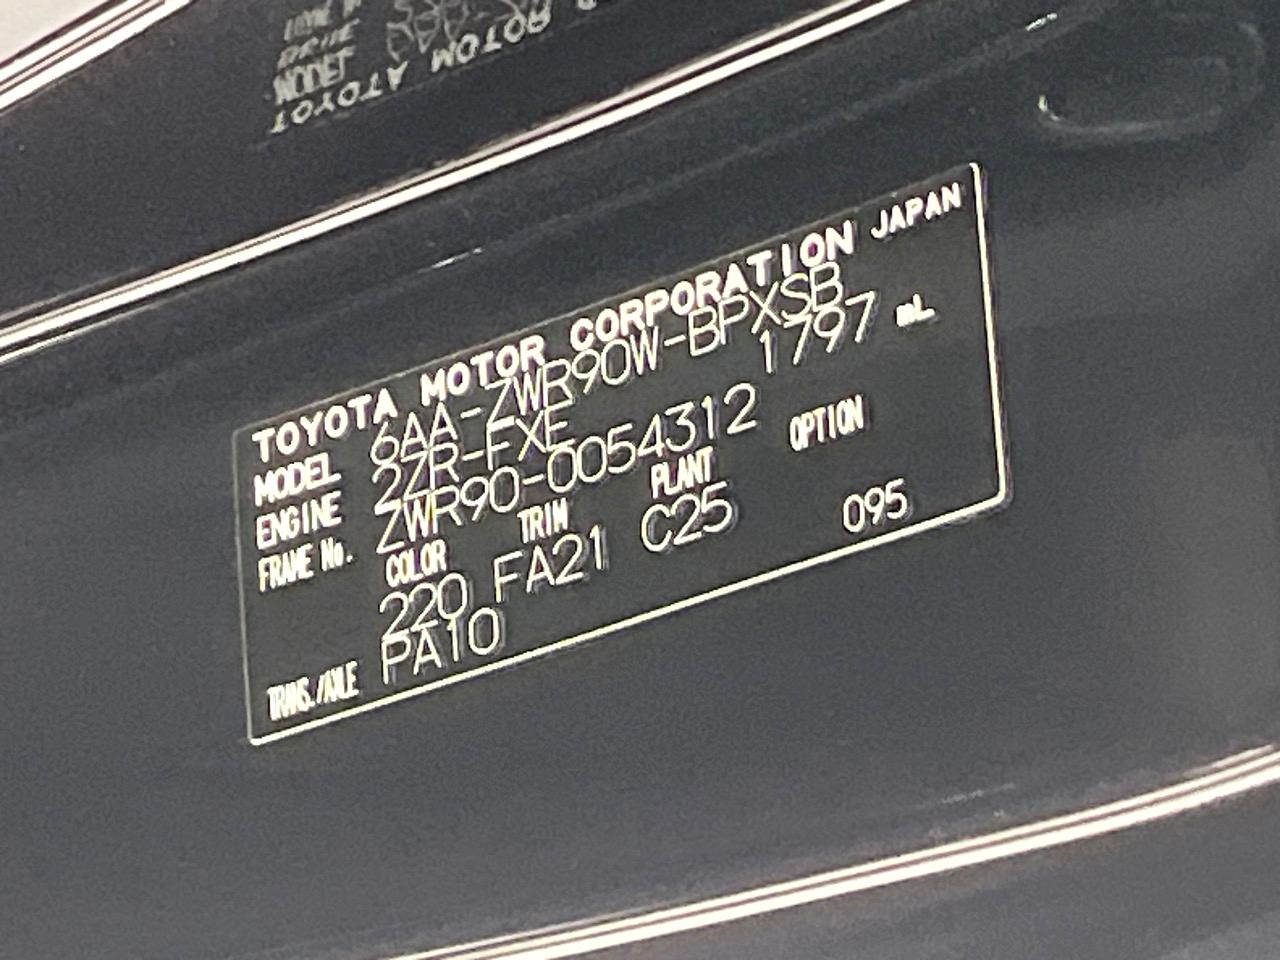 TOYOTA MOTOR CORPORATION JAPAN
MODEL 6AA-ZWR90W-BPXSB
ENGINE 2ZR-FXE 1797 mL
FRAME No. ZWR90-0054312
COLOR TRIM PLANT OPTION
220 FA21 C25 095
TRANS./AXLE PA10